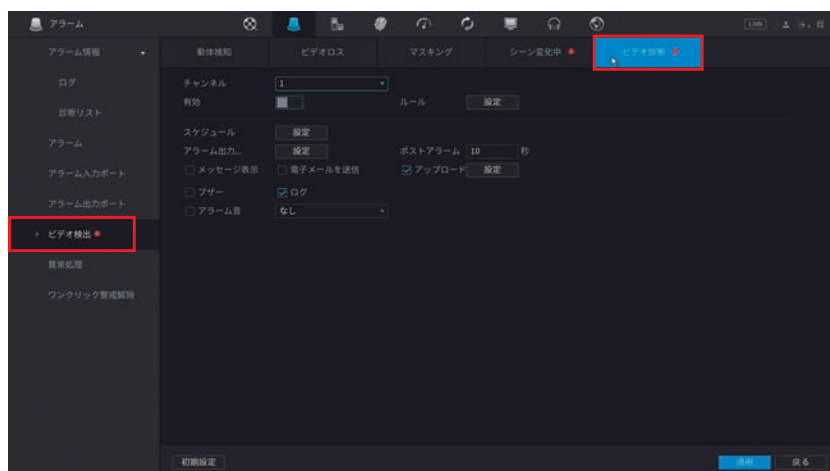 アラーム
LIVE
アラーム情報
動体検知 ビデオロス マスキング シーン変化中 ビデオ診断
ログ
診断リスト
アラーム
アラーム入力ポート
アラーム出力ポート
ビデオ検出
異常処理
ワンクリック警戒解除
チャンネル 1
有効 ルール 設定
スケジュール 設定
アラーム出力... 設定 ポストアラーム 10 秒
メッセージ表示 電子メールを送信 アップロード 設定
ブザー ログ
アラーム音 なし
初期設定 適用 戻る